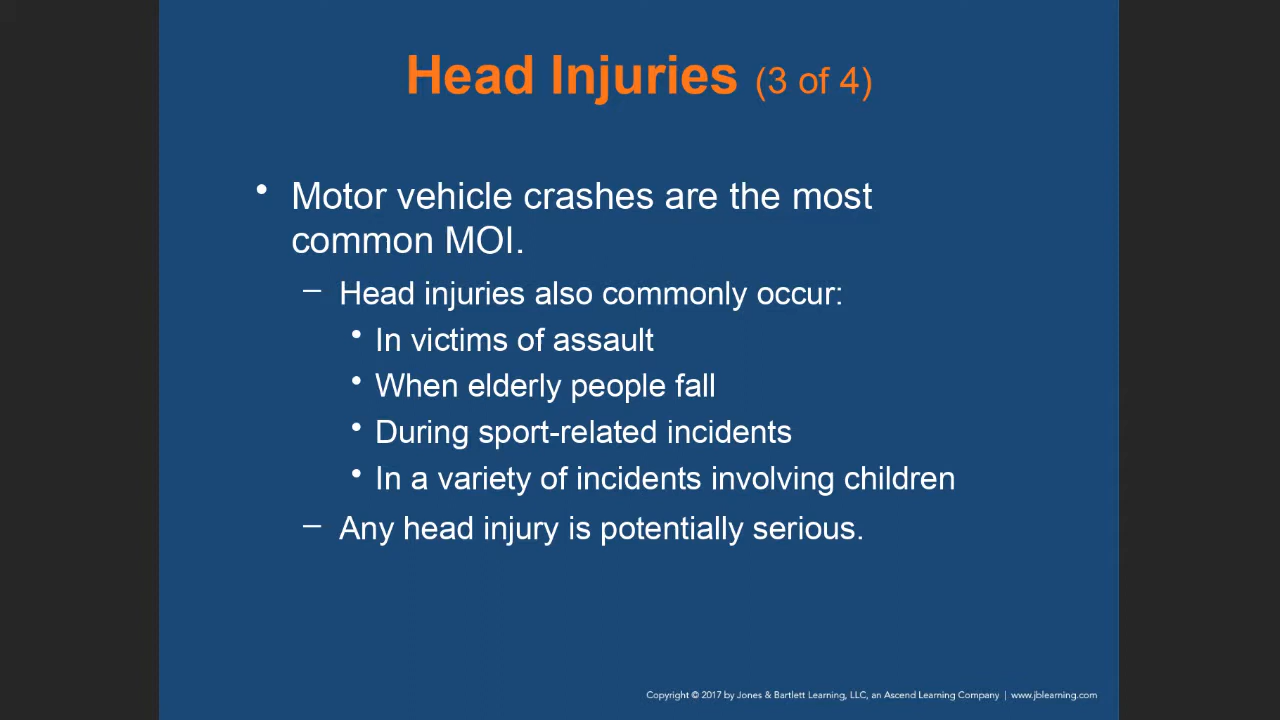 Head Injuries (3 of 4)
• Motor vehicle crashes are the most
common MOI.
– Head injuries also commonly occur:
• In victims of assault
• When elderly people fall
• During sport-related incidents
• In a variety of incidents involving children
– Any head injury is potentially serious.
Copyright © 2017 by Jones & Bartlett Learning, LLC, an Ascend Learning Company | www.jblearning.com